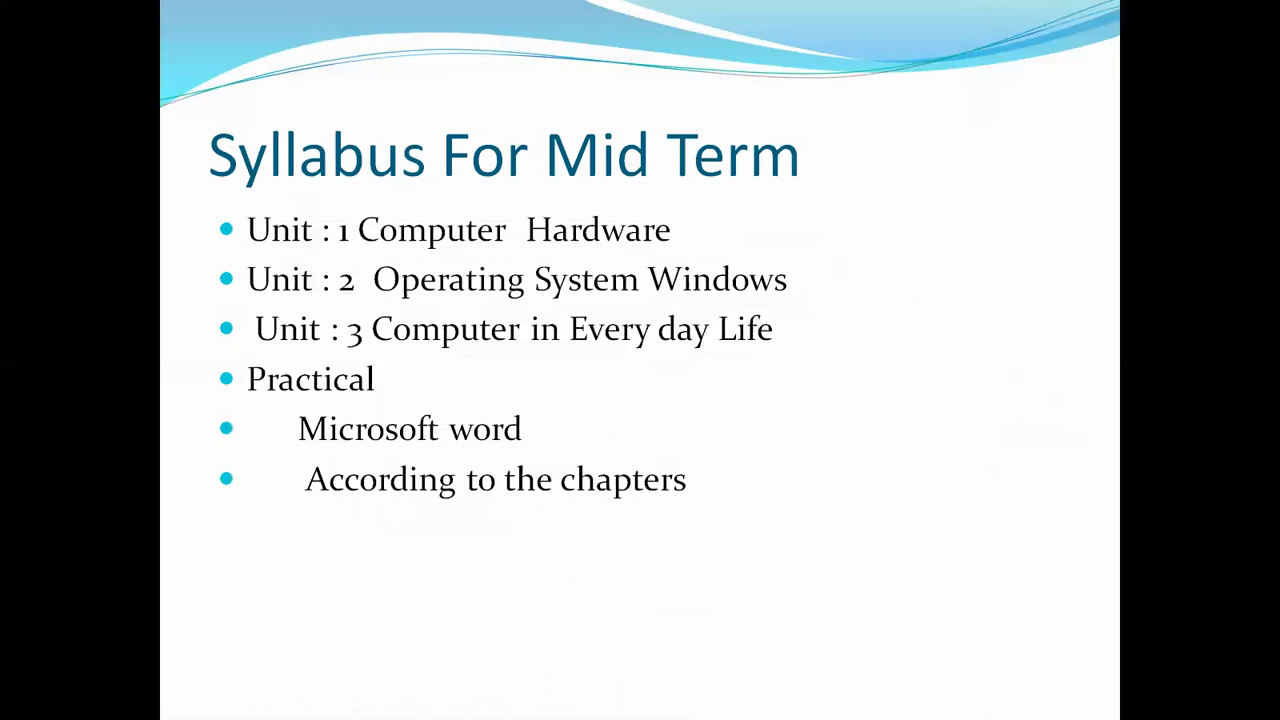 Syllabus For Mid Term
• Unit : 1 Computer  Hardware
• Unit : 2  Operating System Windows
• Unit : 3 Computer in Every day Life
• Practical
• Microsoft word
• According to the chapters